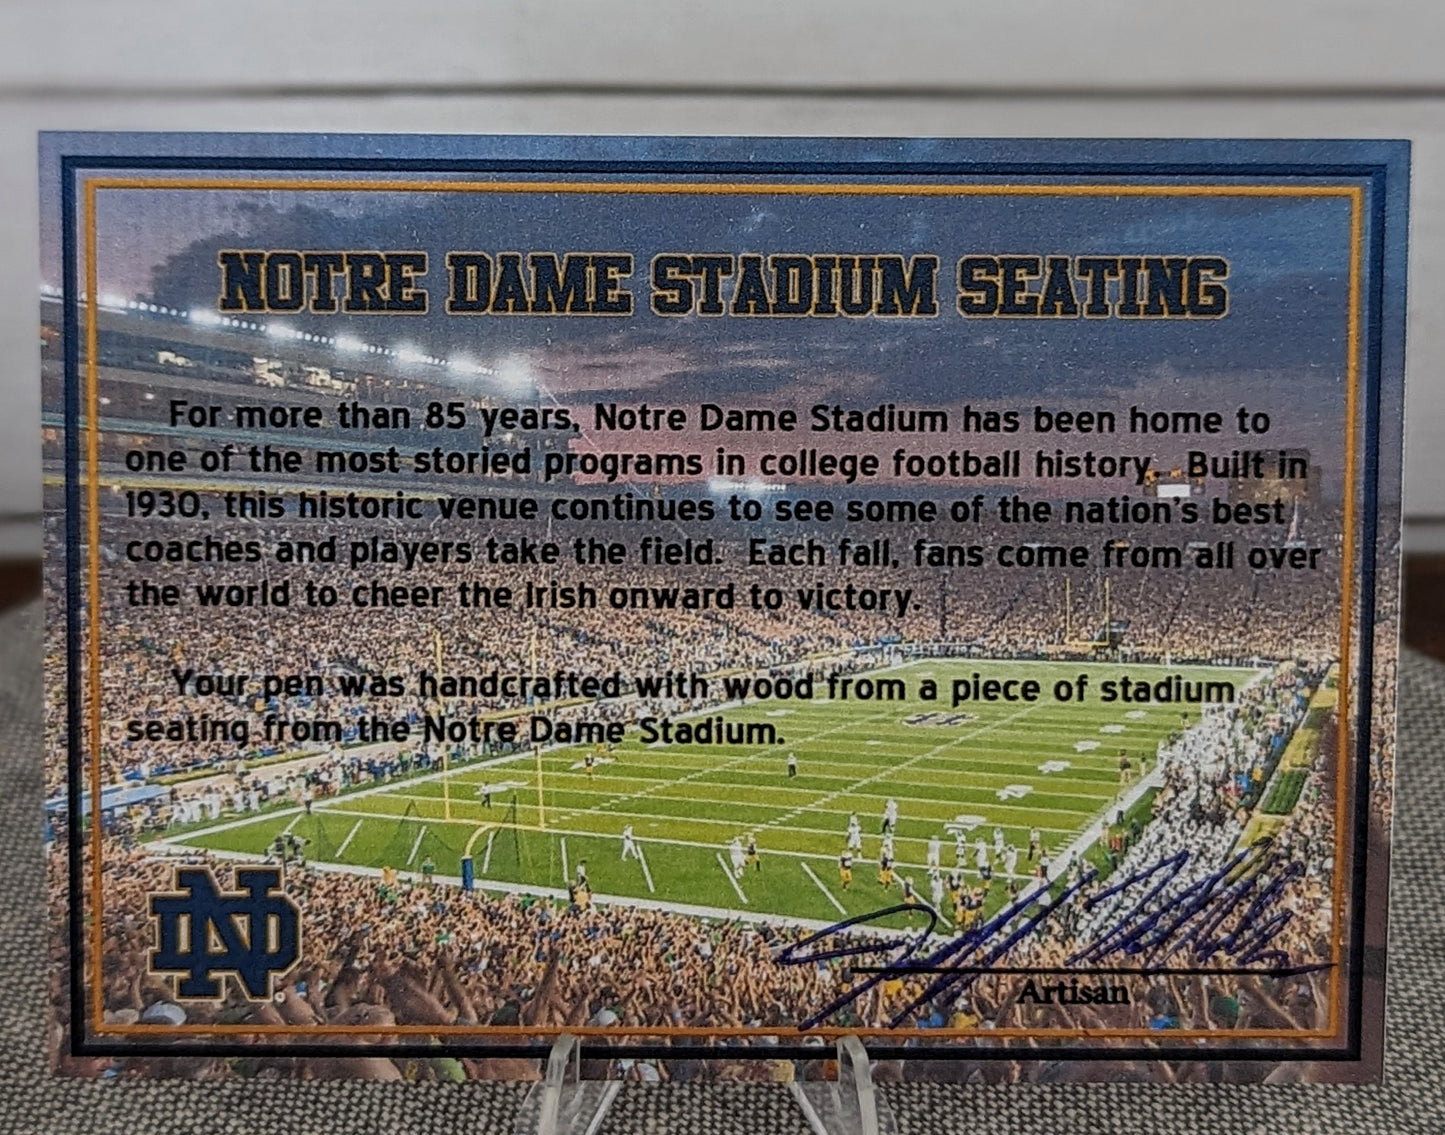 NOTRE DAME STADIUM SEATING
For more than 85 years, Notre Dame Stadium has been home to
one of the most storied programs in college football history. Built in
1930, this historic venue continues to see some of the nation's best
coaches and players take the field. Each fall, fans come from all over
the world to cheer the Irish onward to victory.
Your pen was handcrafted with wood from a piece of stadium
seating from the Notre Dame Stadium.
ND
Artisan